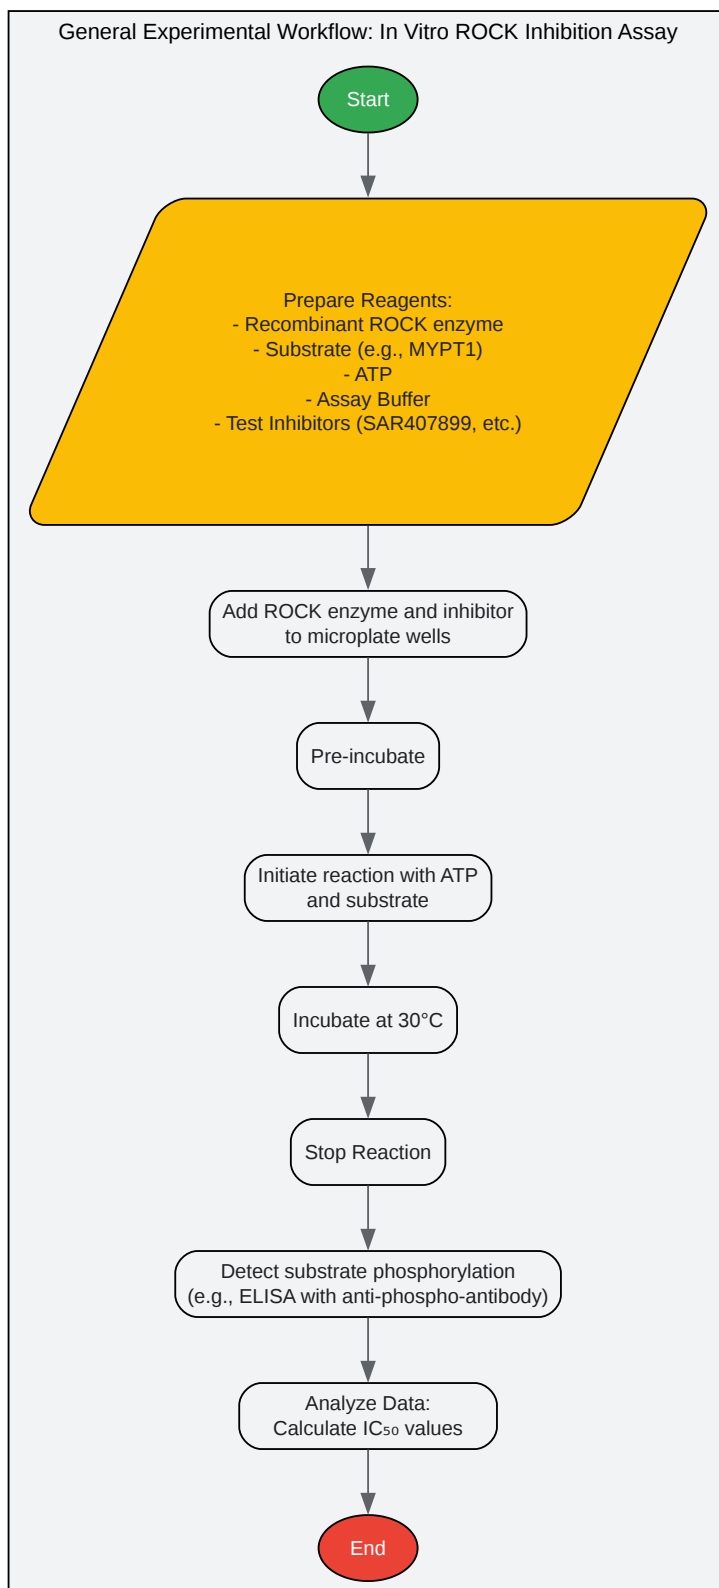 General Experimental Workflow: In Vitro ROCK Inhibition Assay
Start
Prepare Reagents:
- Recombinant ROCK enzyme
- Substrate (e.g., MYPT1)
- ATP
- Assay Buffer
- Test Inhibitors (SAR407899, etc.)
Add ROCK enzyme and inhibitor
to microplate wells
Pre-incubate
Initiate reaction with ATP
and substrate
Incubate at 30°C
Stop Reaction
Detect substrate phosphorylation
(e.g., ELISA with anti-phospho-antibody)
Analyze Data:
Calculate IC₅₀ values
End